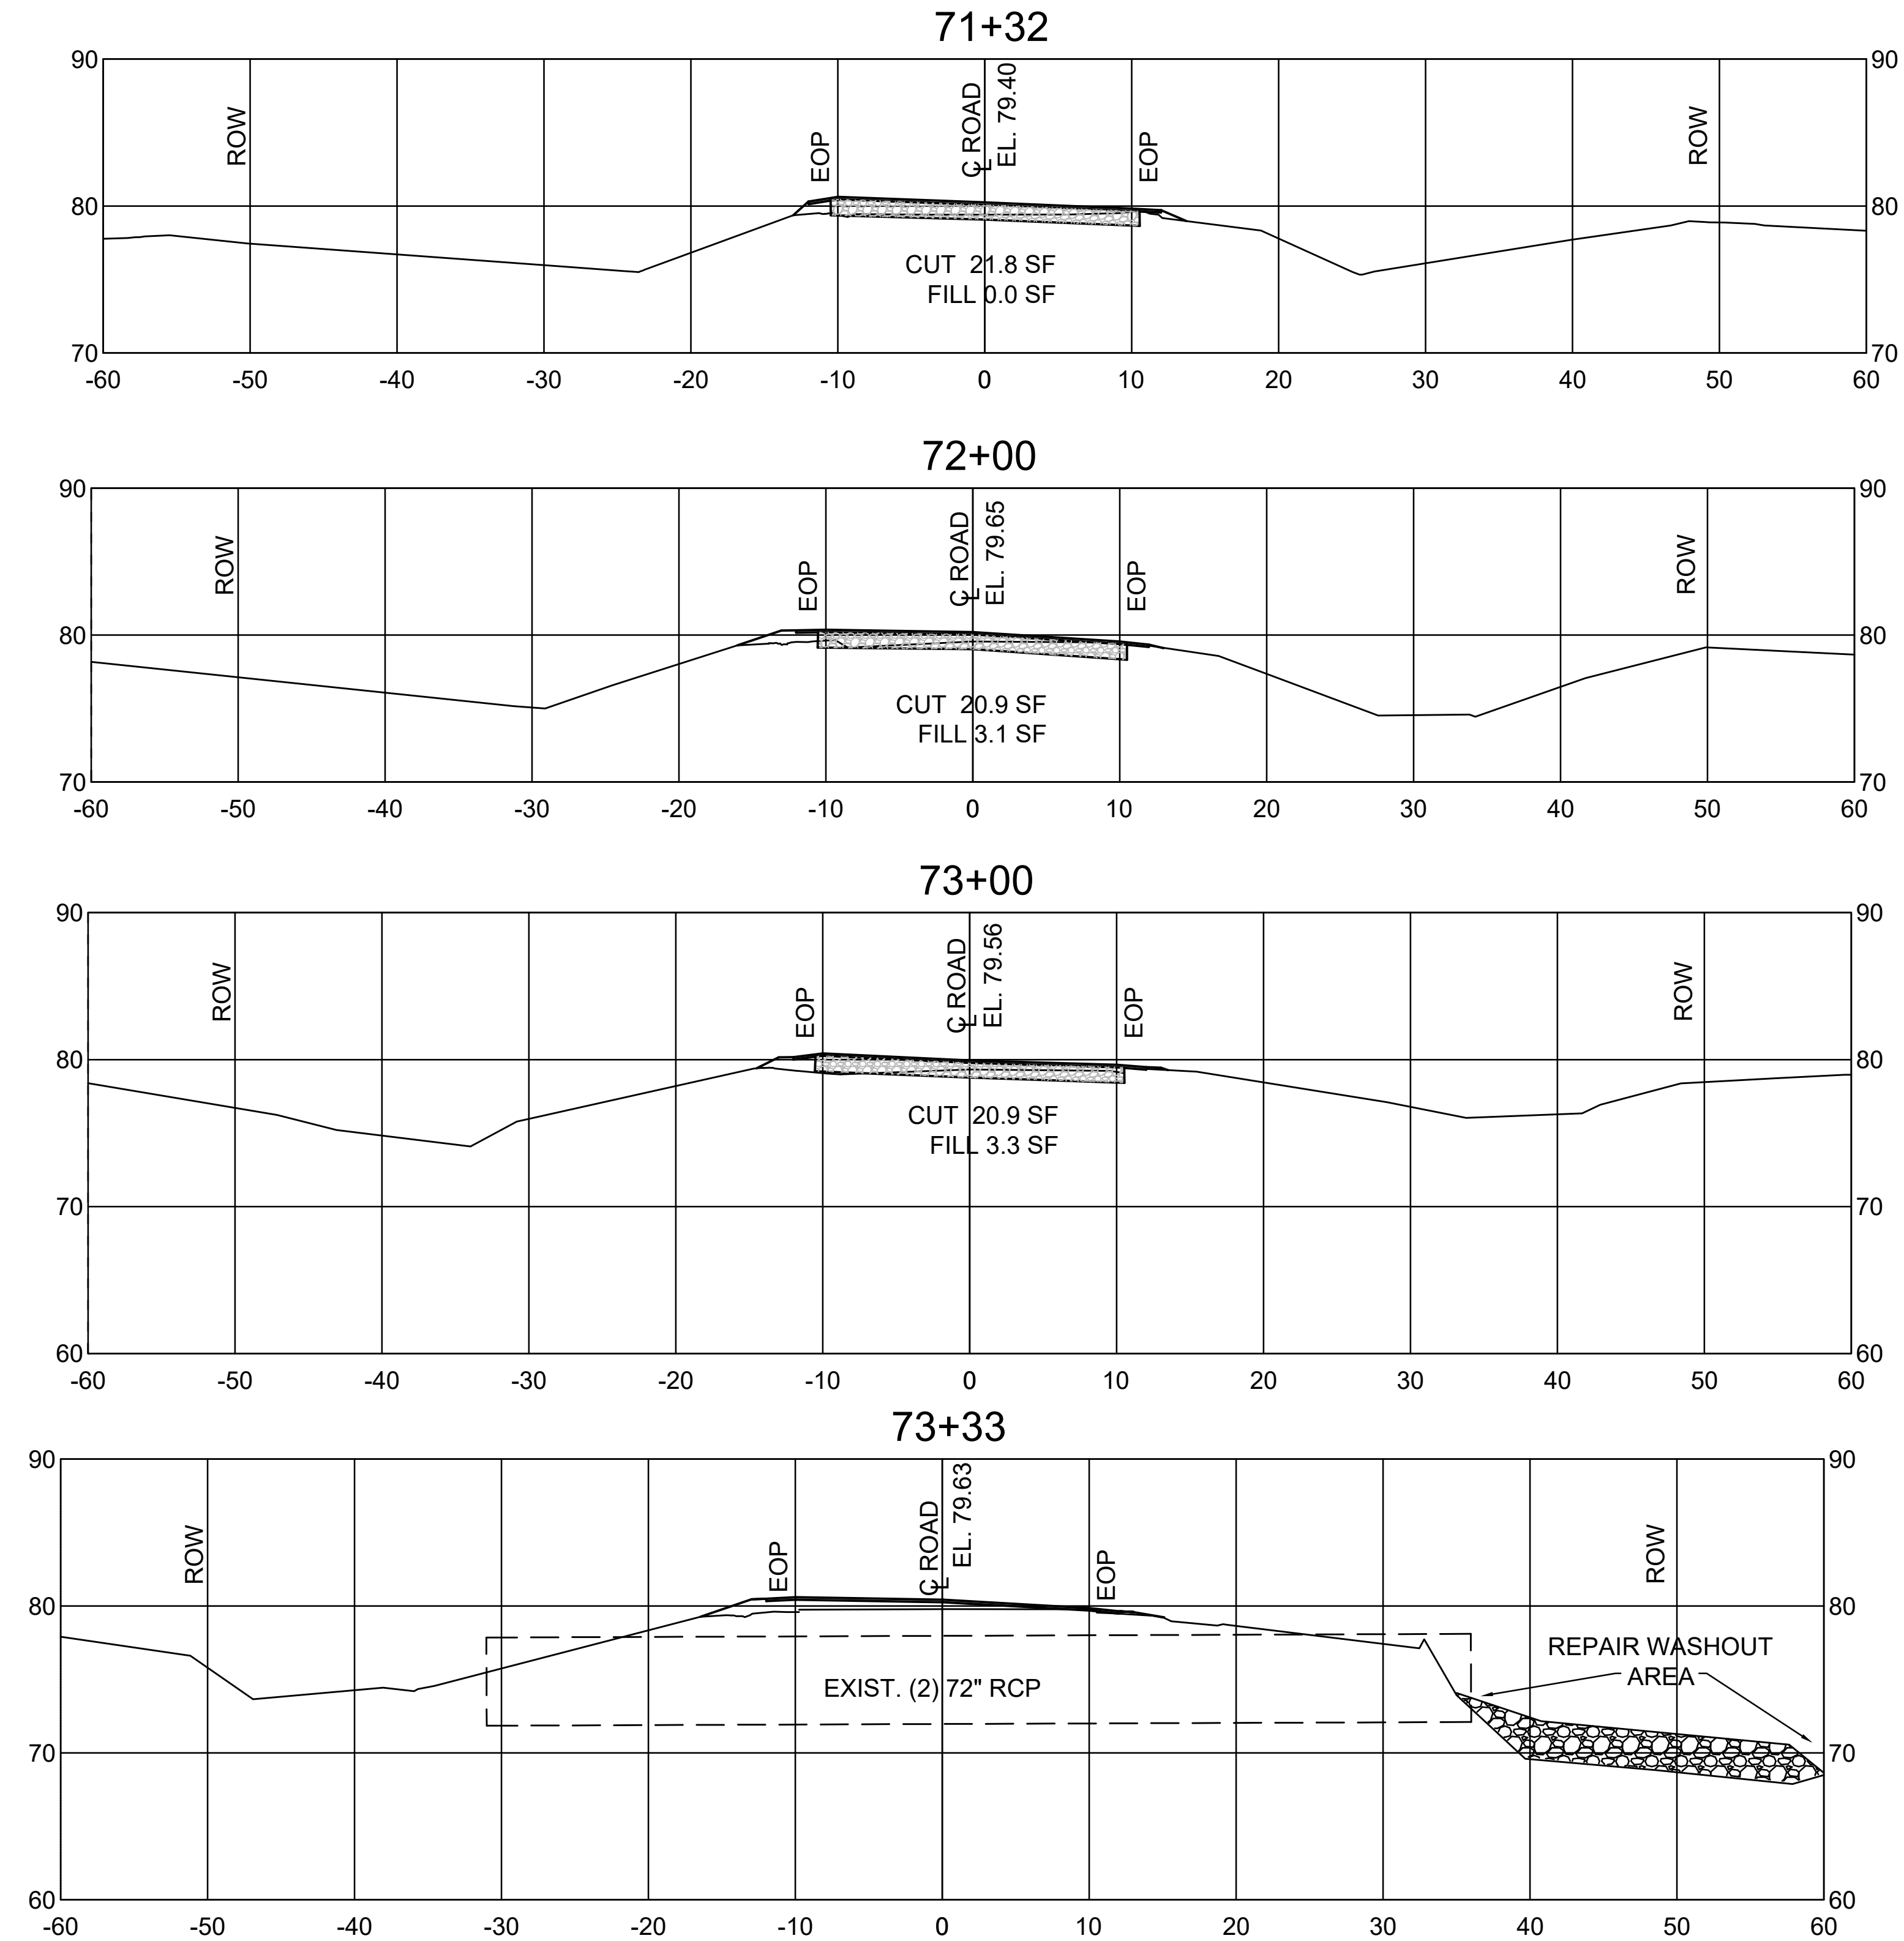 71+32
90 90
ROW EOP C ROAD EL. 79.40 EOP ROW
L
80 80
CUT 21.8 SF
FILL 0.0 SF
70 70
-60 -50 -40 -30 -20 -10 0 10 20 30 40 50 60
72+00
90 90
ROW EOP C ROAD EL. 79.65 EOP ROW
L
80 80
CUT 20.9 SF
FILL 3.1 SF
70 70
-60 -50 -40 -30 -20 -10 0 10 20 30 40 50 60
73+00
90 90
ROW EOP C ROAD EL. 79.56 EOP ROW
L
80 80
CUT 20.9 SF
FILL 3.3 SF
70 70
60 60
-60 -50 -40 -30 -20 -10 0 10 20 30 40 50 60
73+33
90 90
ROW EOP C ROAD EL. 79.63 EOP ROW
L
80 80
REPAIR WASHOUT
AREA
EXIST. (2) 72" RCP
70 70
60 60
-60 -50 -40 -30 -20 -10 0 10 20 30 40 50 60